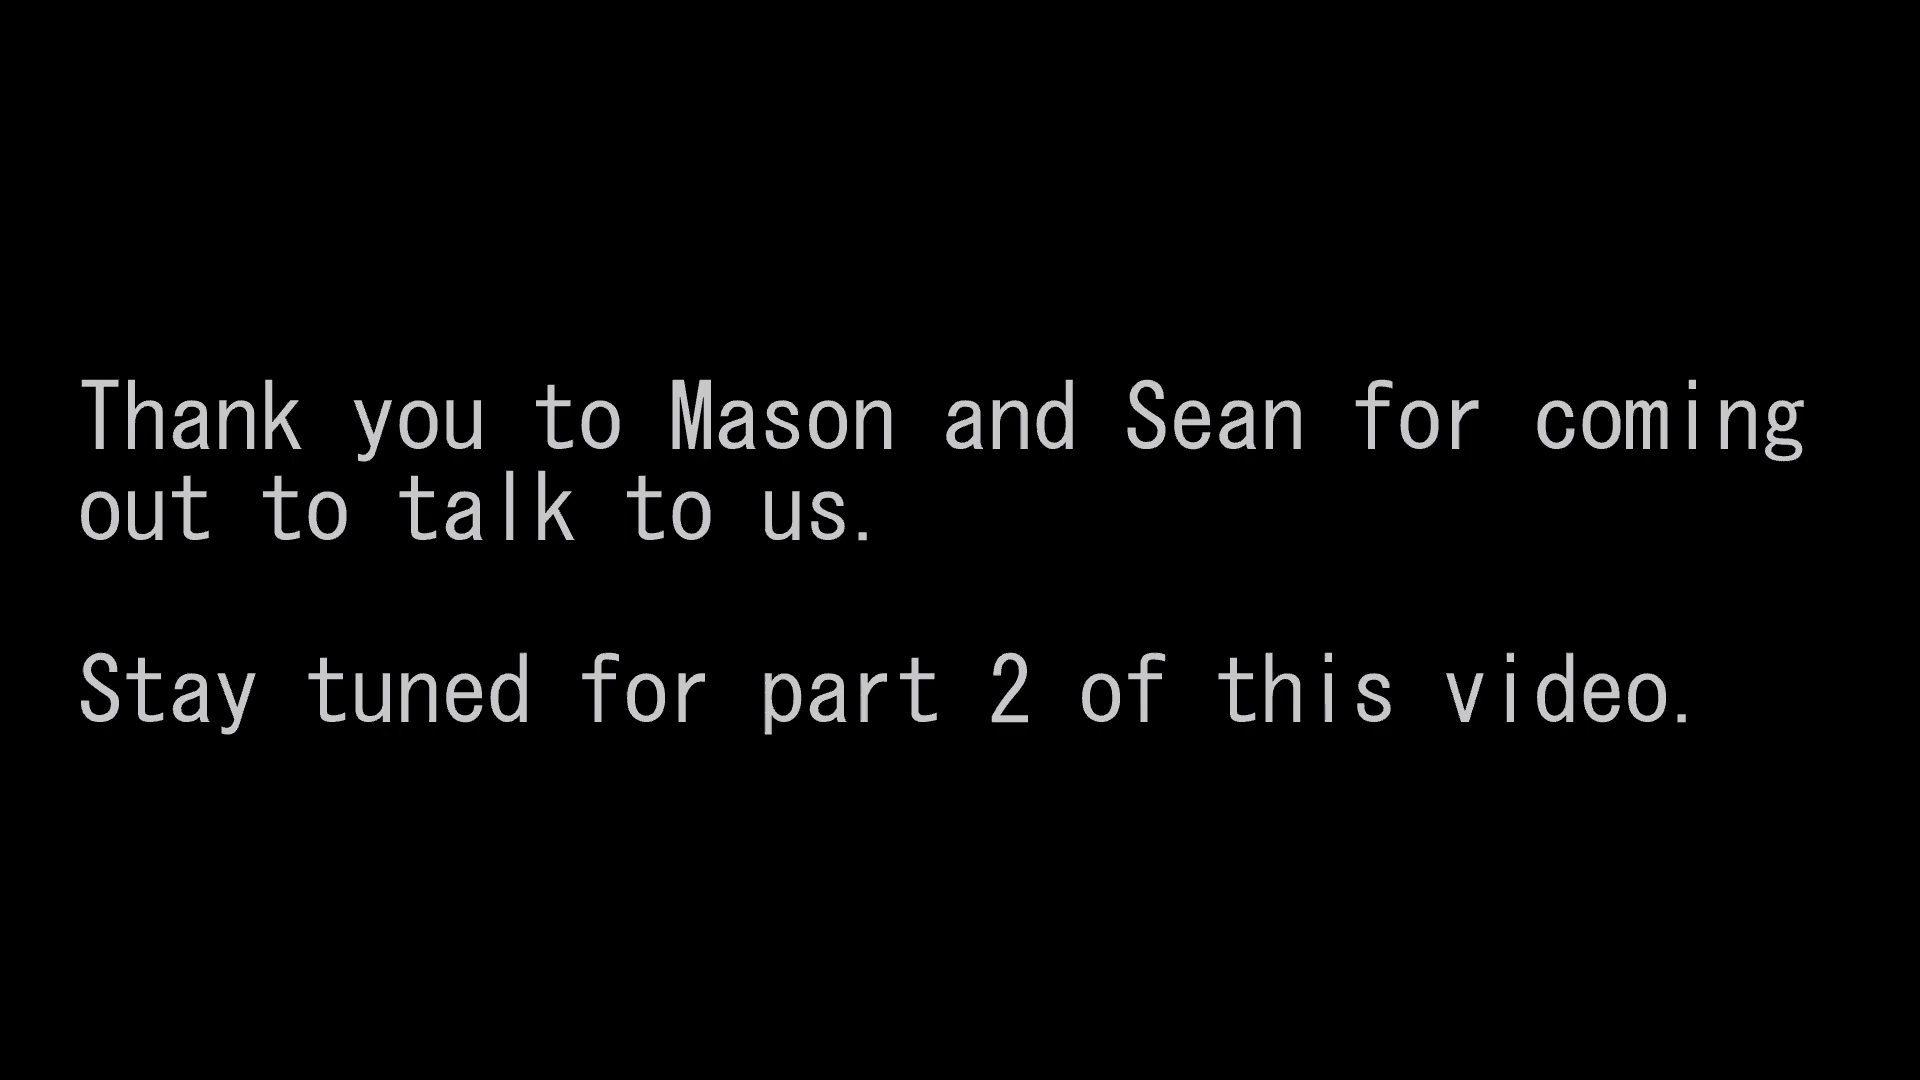 Thank you to Mason and Sean for coming
out to talk to us.
Stay tuned for part 2 of this video.